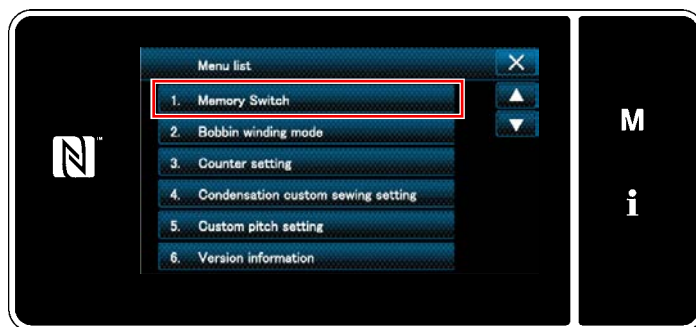 Menu list
1. Memory Switch
2. Bobbin winding mode
3. Counter setting
4. Condensation custom sewing setting
5. Custom pitch setting
6. Version information
N
M
i